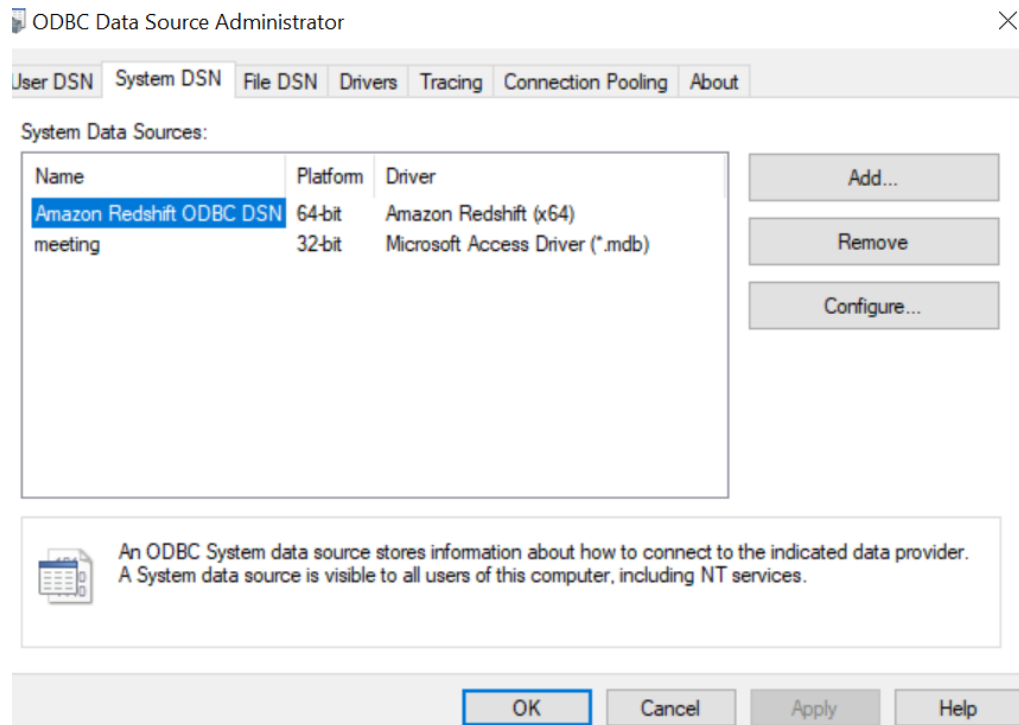 ODBC Data Source Administrator
User DSN System DSN File DSN Drivers Tracing Connection Pooling About
System Data Sources:
Name Platform Driver
Amazon Redshift ODBC DSN 64-bit Amazon Redshift (x64)
meeting 32-bit Microsoft Access Driver (*.mdb)
Add...
Remove
Configure...
An ODBC System data source stores information about how to connect to the indicated data provider.
A System data source is visible to all users of this computer, including NT services.
OK Cancel Apply Help